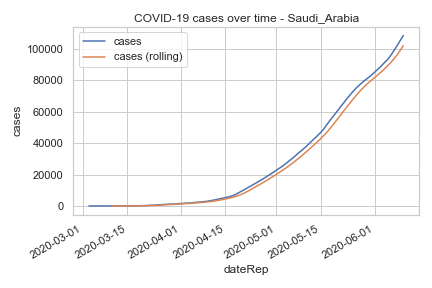 COVID-19 cases over time - Saudi_Arabia
cases
cases (rolling)
cases
100000
80000
60000
40000
20000
0
2020-03-01
2020-03-15
2020-04-01
2020-04-15
2020-05-01
2020-05-15
2020-06-01
dateRep